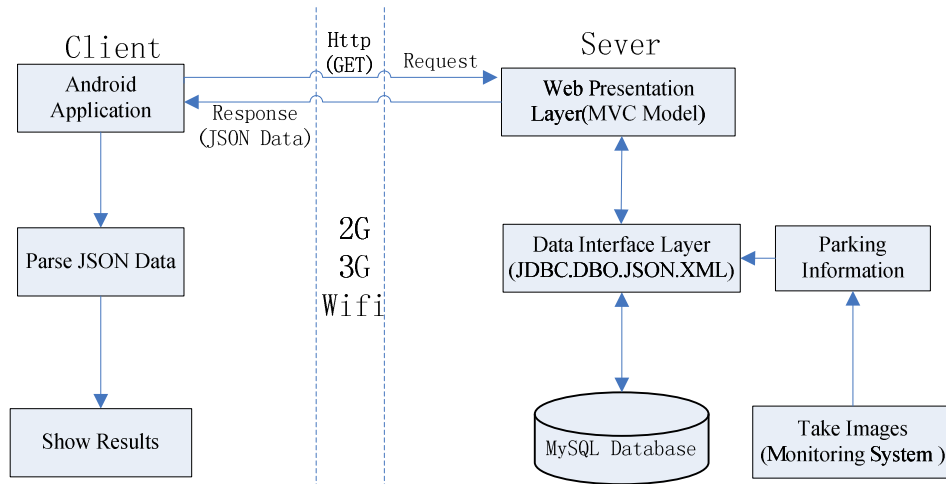 Client
Http
(GET)
Sever
Request
Android
Application
Web Presentation
Layer(MVC Model)
Response
(JSON Data)
2G
3G
Wifi
Parse JSON Data
Data Interface Layer
(JDBC.DBO.JSON.XML)
Parking
Information
Show Results
MySQL Database
Take Images
(Monitoring System )